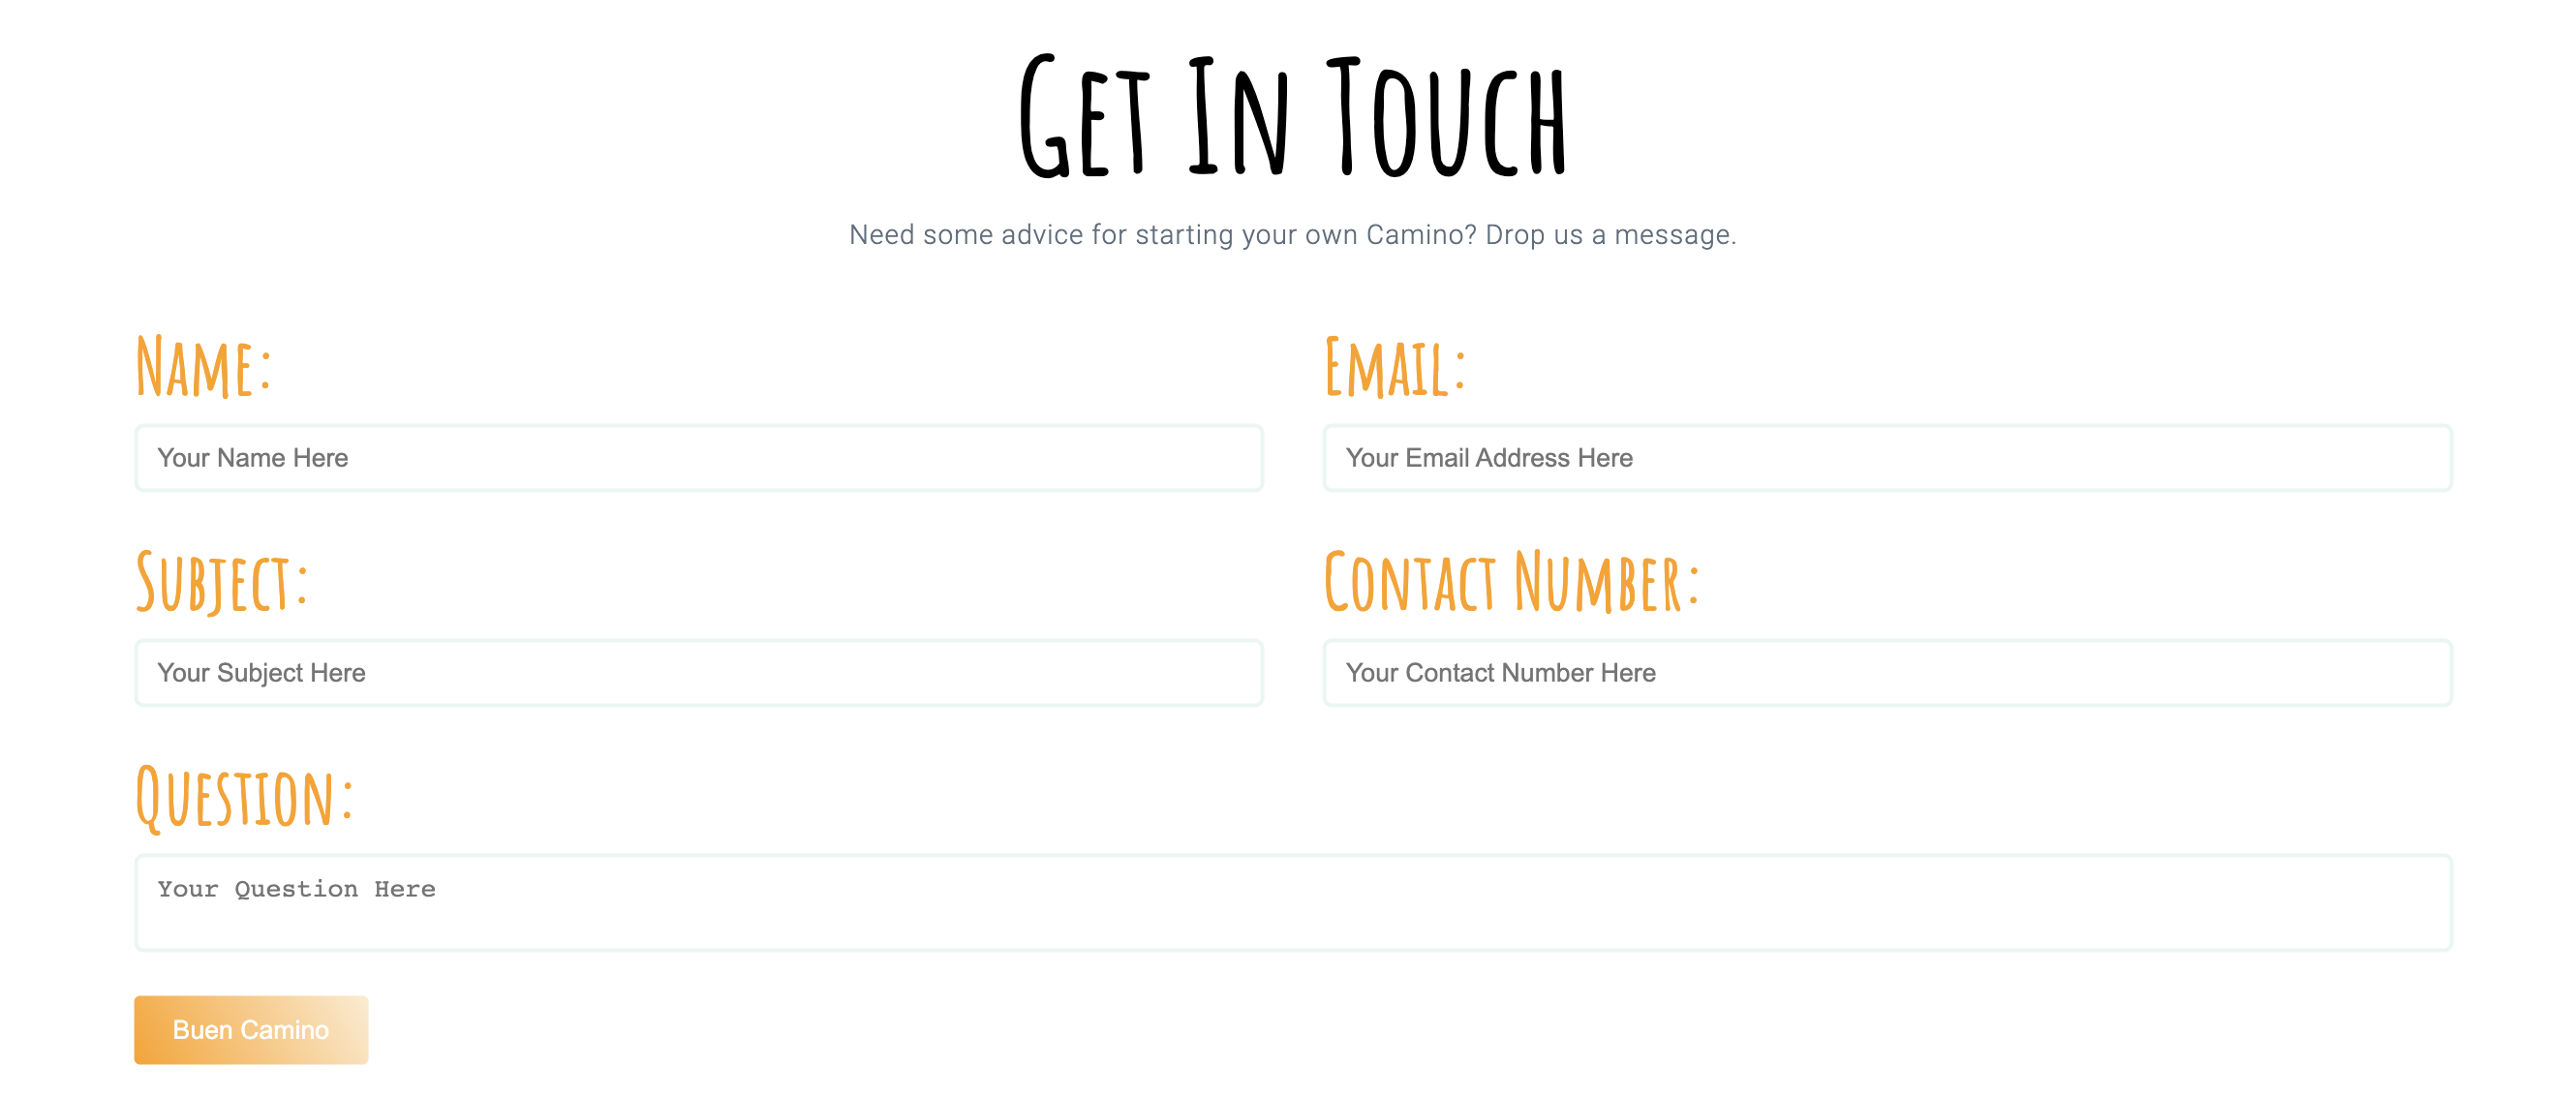 Get In Touch
Need some advice for starting your own Camino? Drop us a message.
Name:
Email:
Your Name Here
Your Email Address Here
Subject:
Contact Number:
Your Subject Here
Your Contact Number Here
Question:
Your Question Here
Buen Camino